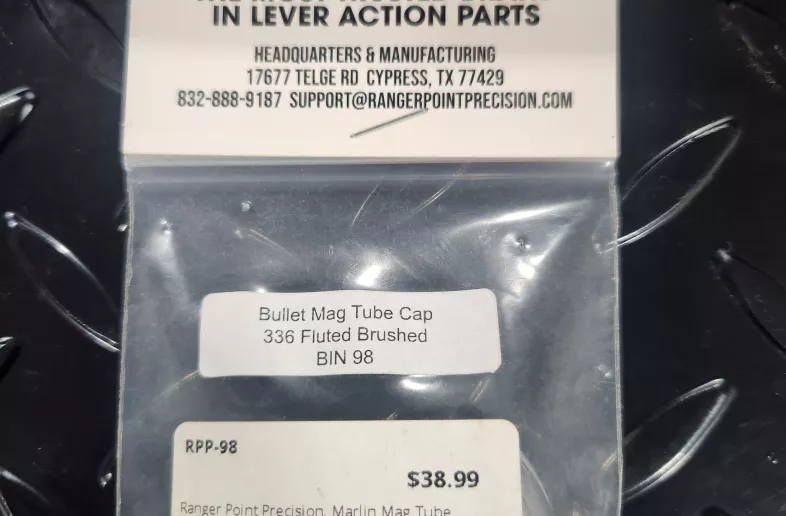 IN LEVER ACTION PARTS
HEADQUARTERS & MANUFACTURING
17677 TELGE RD CYPRESS, TX 77429
832-888-9187 SUPPORT@RANGERPOINTPRECISION.COM
Bullet Mag Tube Cap
336 Fluted Brushed
BIN 98
RPP-98
$38.99
Ranger Point Precision, Marlin Mag Tube